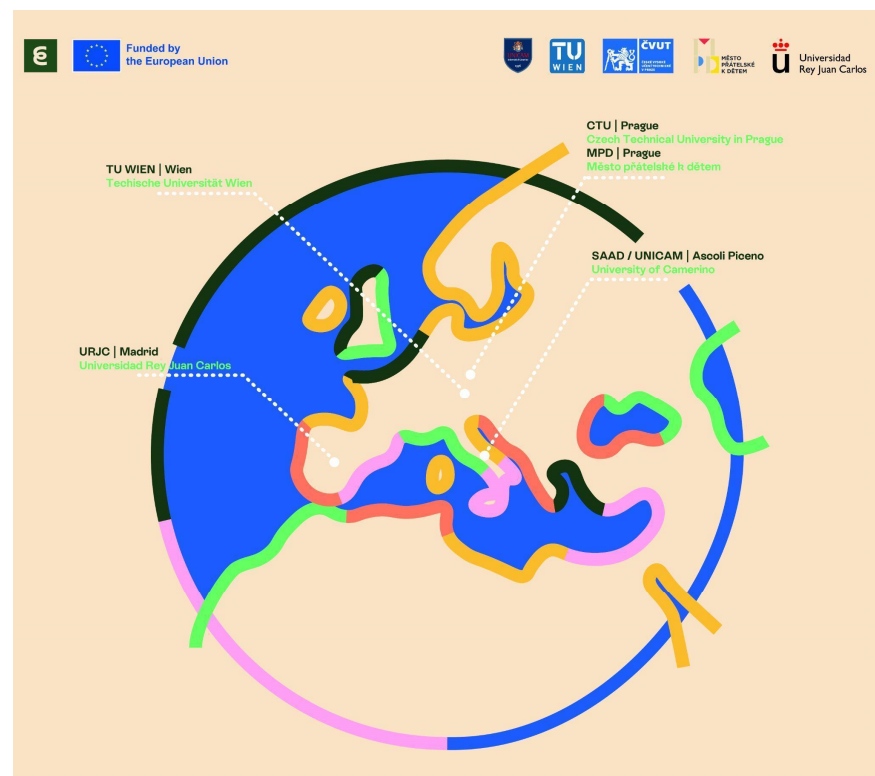 Funded by
the European Union
TU
WIEN
ČVUT
MĚSTO
PŘÁTELSKÉ
K DĚTEM
Universidad
Rey Juan Carlos
CTU | Prague
Czech Technical University in Prague
MPD | Prague
Město přátelské k dětem
TU WIEN | Wien
Techische Universität Wien
SAAD / UNICAM | Ascoli Piceno
University of Camerino
URJC | Madrid
Universidad Rey Juan Carlos